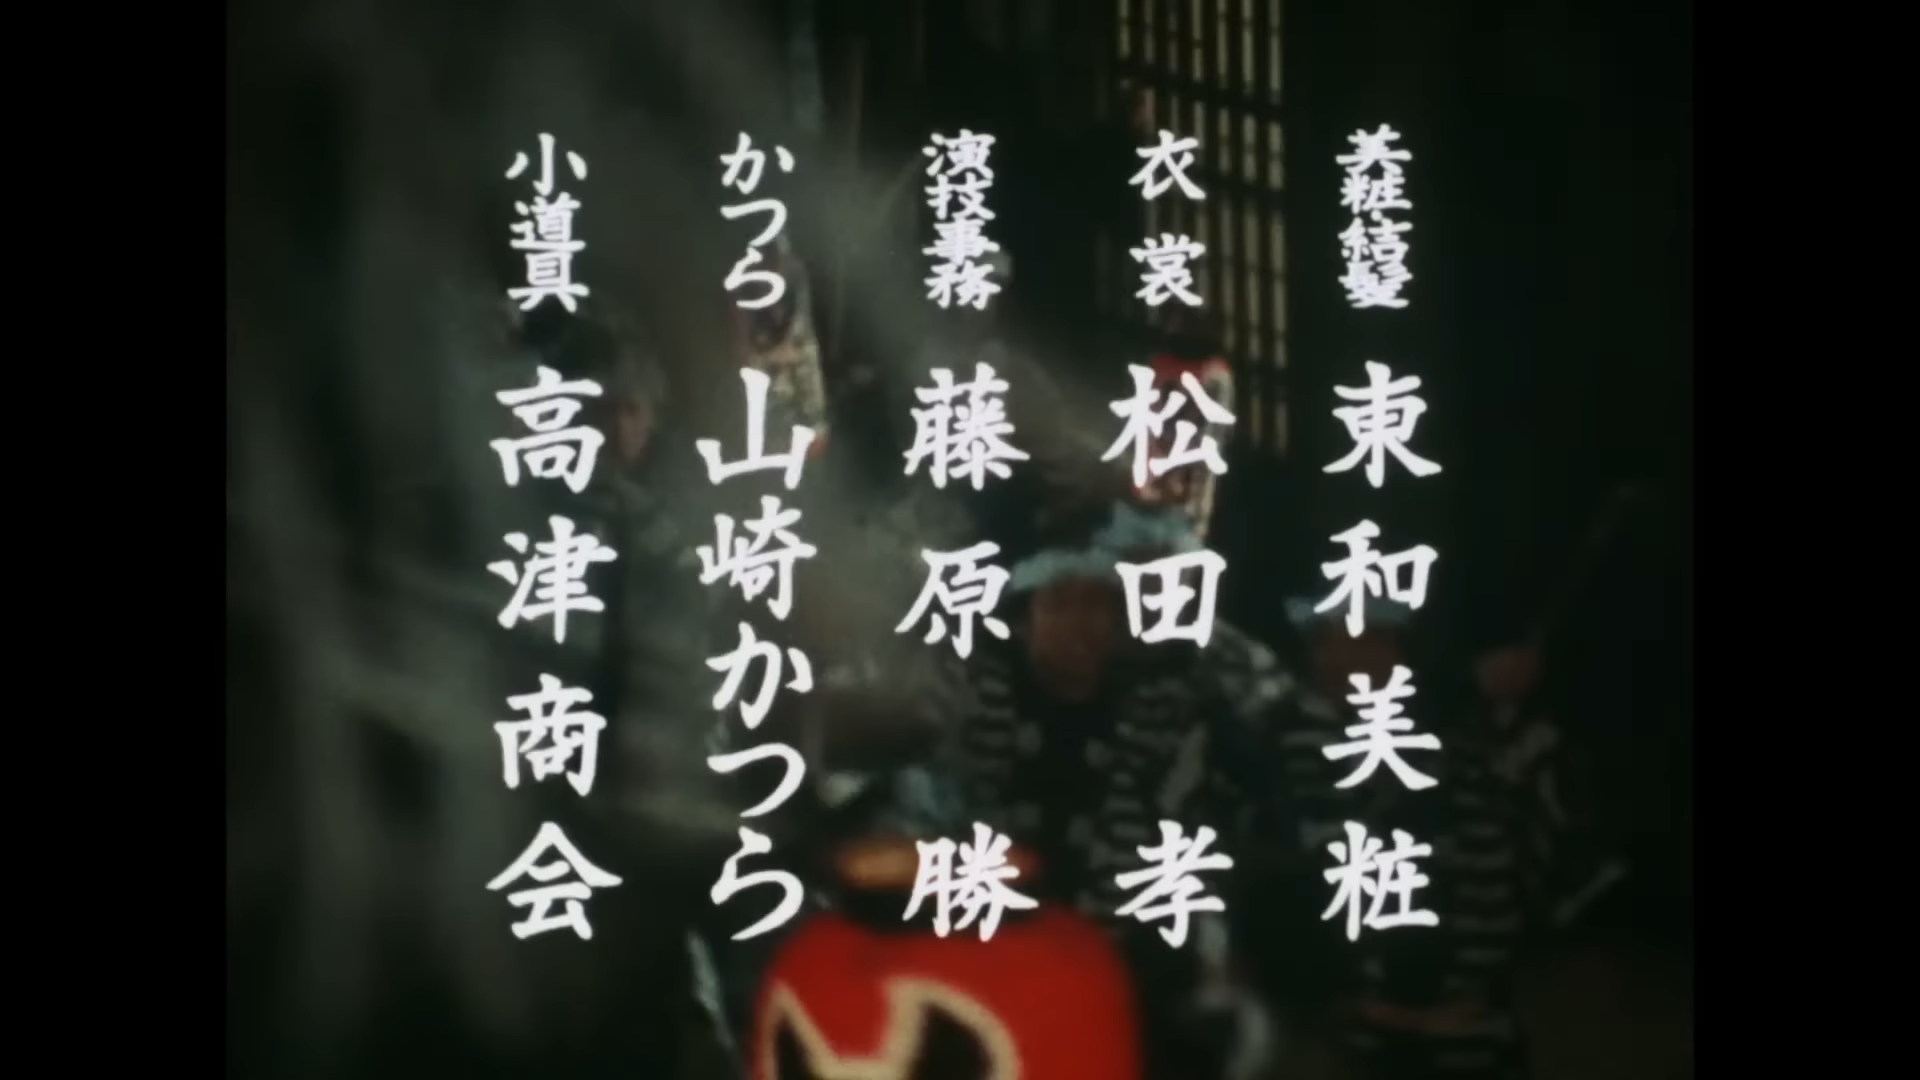 美粧・結髪 東和美粧
衣裳 松田孝
演技事務 藤原勝
かつら 山崎かつら
小道具 高津商会